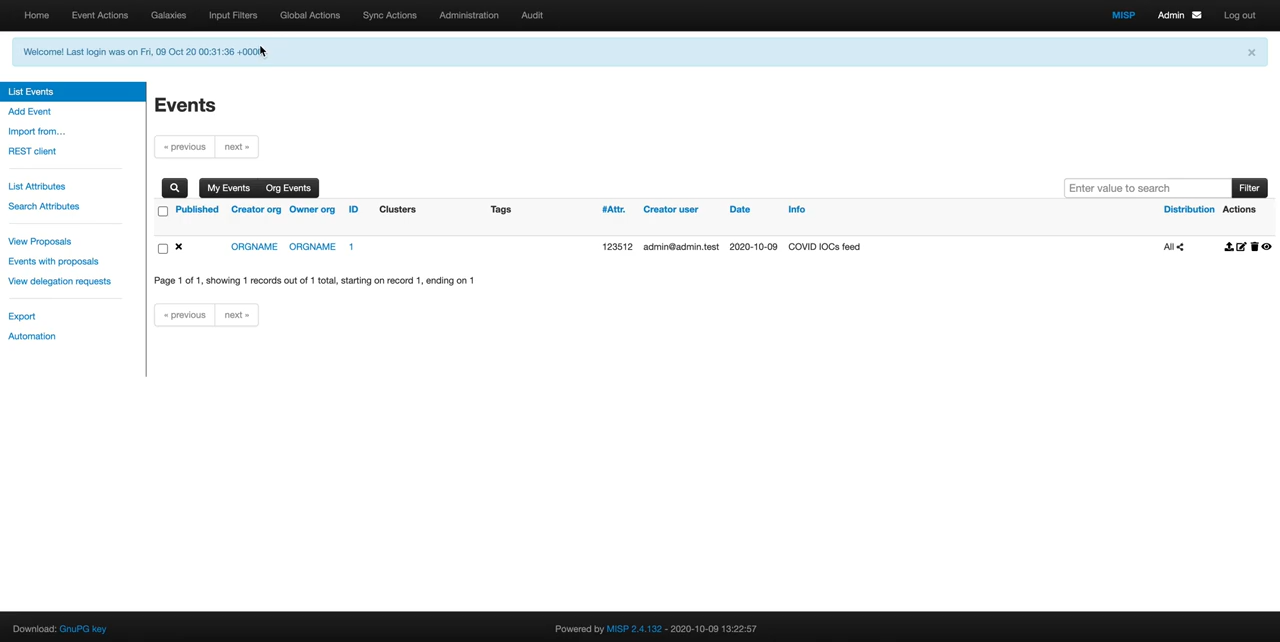 Home Event Actions Galaxies Input Filters Global Actions Sync Actions Administration Audit MISP Admin Log out
Welcome! Last login was on Fri, 09 Oct 20 00:31:36 +0000 ×
List Events
Add Event
Import from...
REST client
List Attributes
Search Attributes
View Proposals
Events with proposals
View delegation requests
Export
Automation
Events
« previous next »
My Events Org Events Enter value to search Filter
Published Creator org Owner org ID Clusters Tags #Attr. Creator user Date Info Distribution Actions
ORGNAME ORGNAME 1 123512 admin@admin.test 2020-10-09 COVID IOCs feed All
Page 1 of 1, showing 1 records out of 1 total, starting on record 1, ending on 1
« previous next »
Download: GnuPG key Powered by MISP 2.4.132 - 2020-10-09 13:22:57